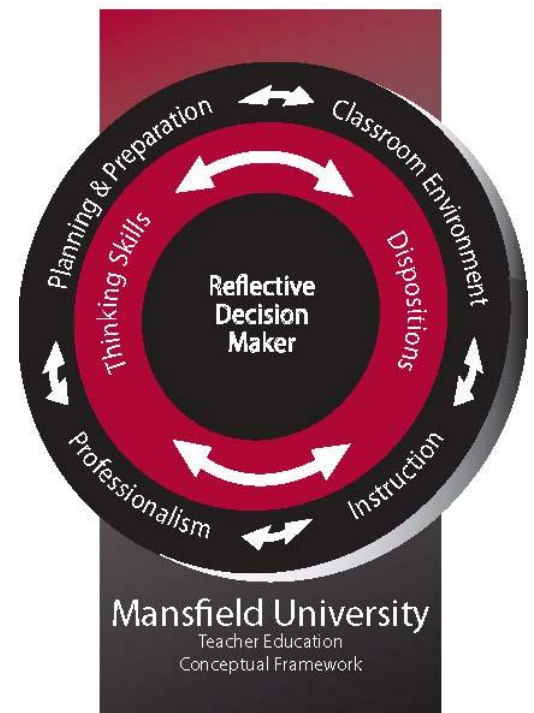 Planning & Preparation
Classroom Environment
Thinking Skills
Dispositions
Reflective
Decision
Maker
Professionalism
Instruction
Mansfield University
Teacher Education
Conceptual Framework